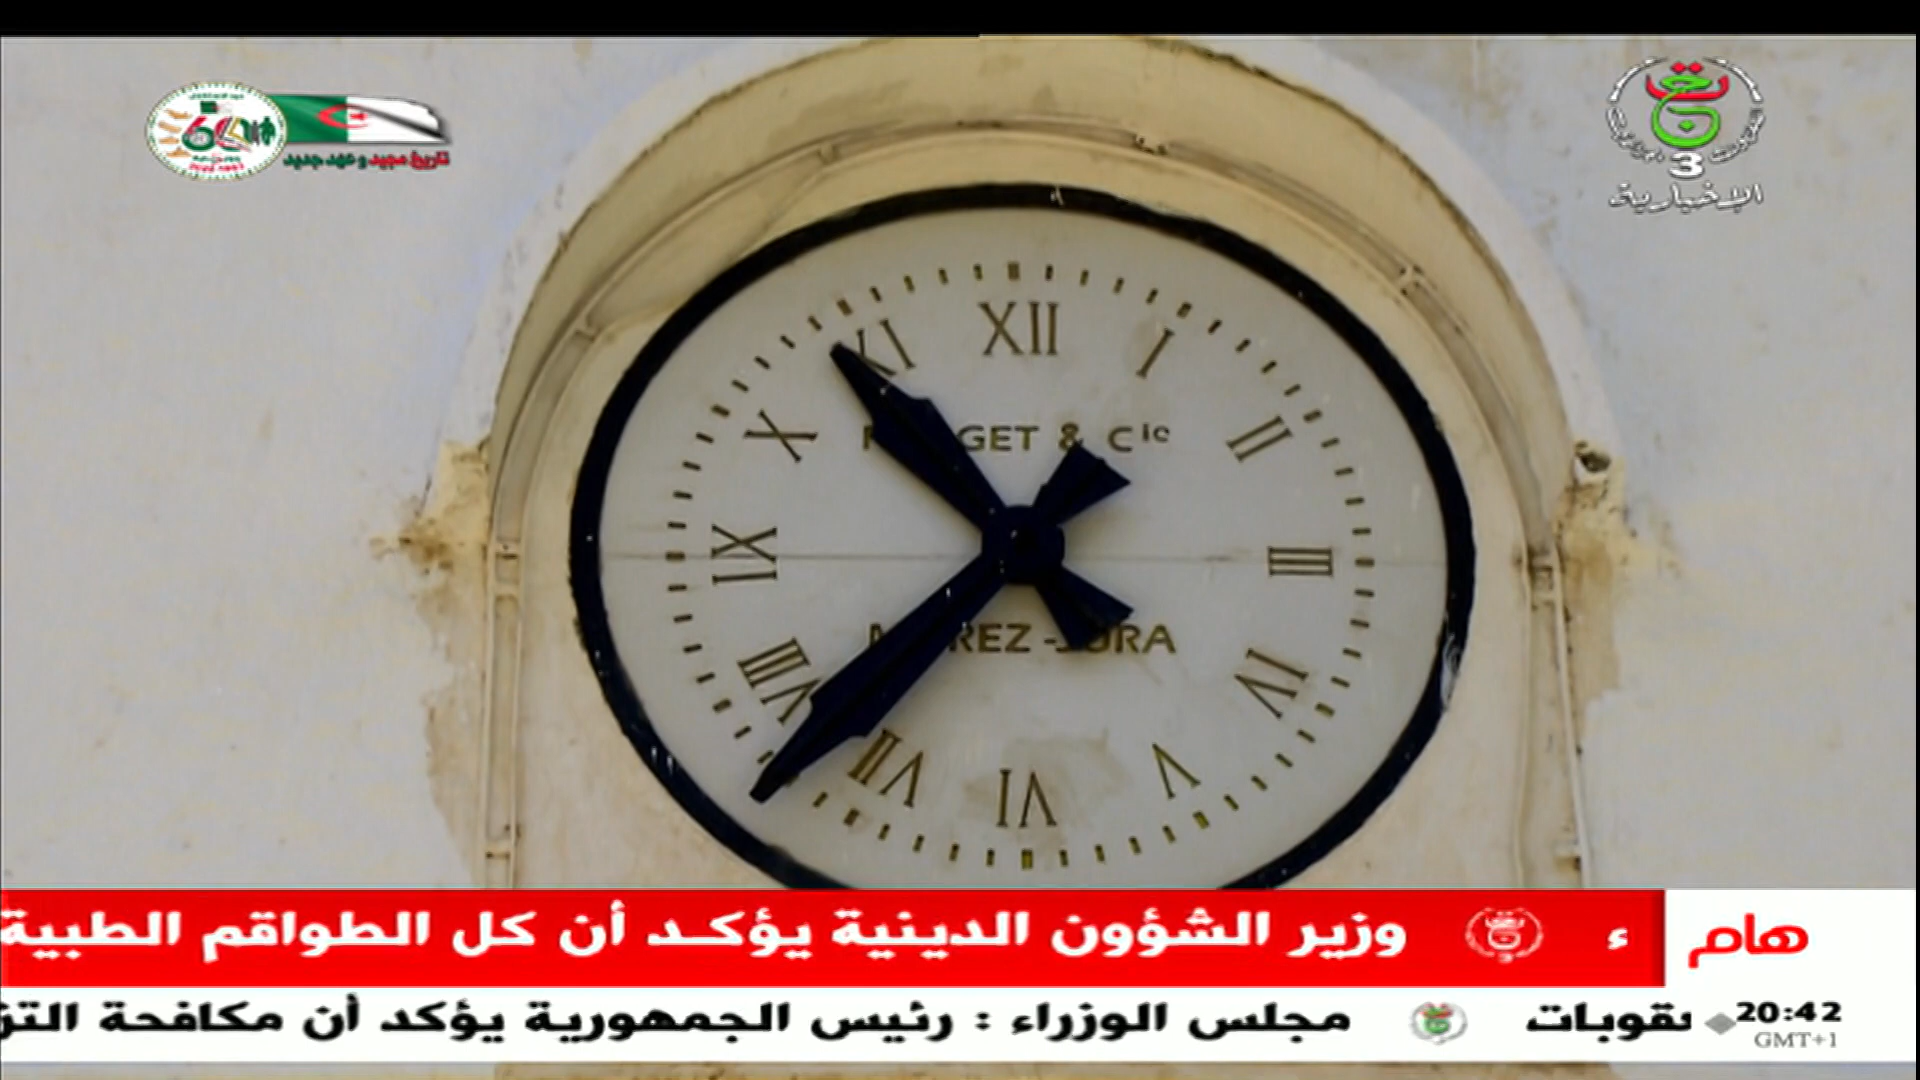 تاريخ مجيد و عهد جديد
3
الإخبارية
XII
XI
I
X
II
GET & Cie
IX
III
REZ -JURA
VIII
IIII
VII
VI
V
هام
ء وزير الشؤون الدينية يؤكد أن كل الطواقم الطبية
مجلس الوزراء : رئيس الجمهورية يؤكد أن مكافحة
20:42
GMT+1